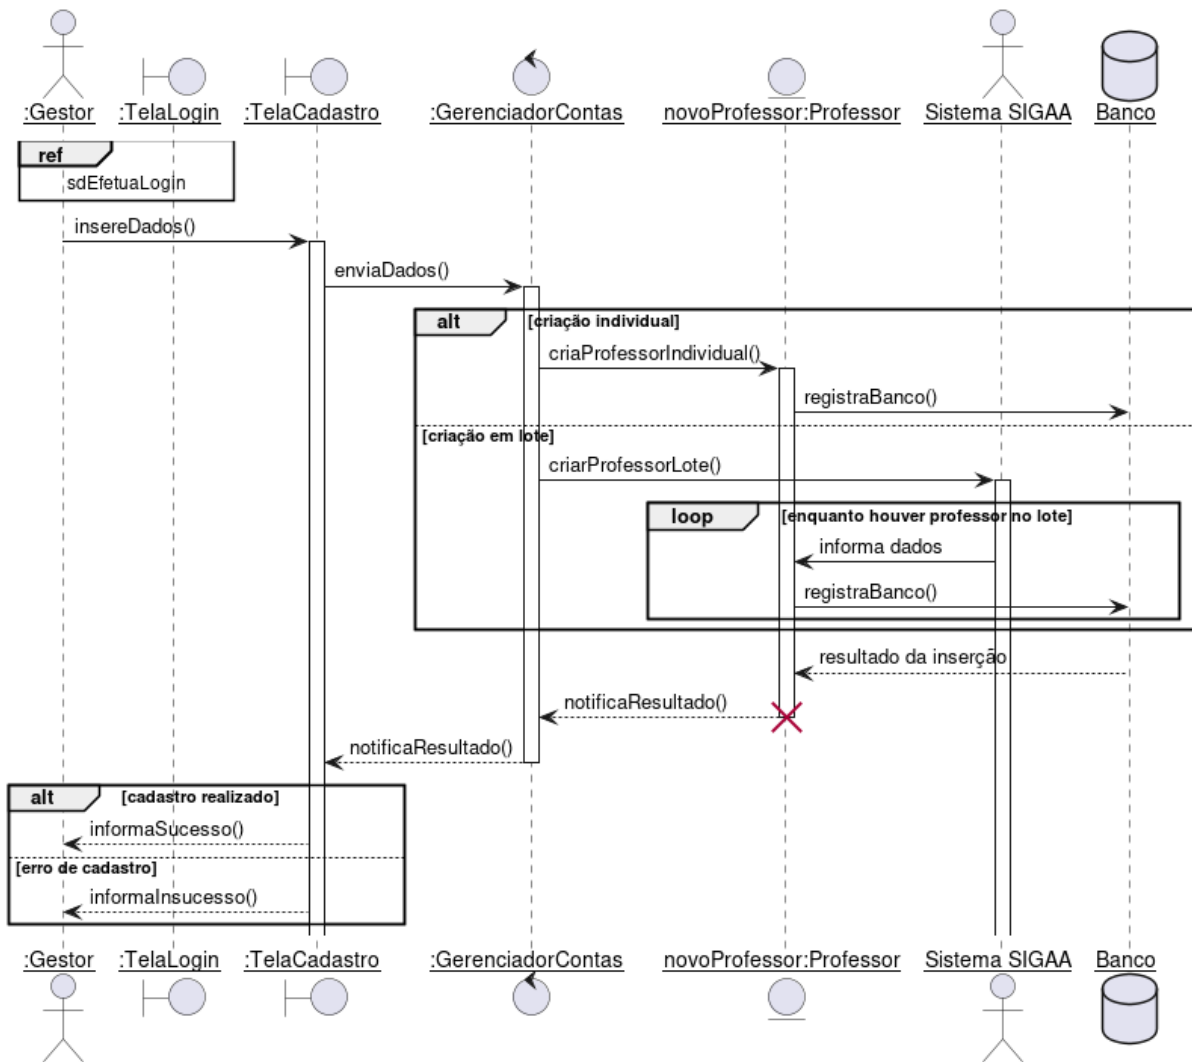 :Gestor :TelaLogin :TelaCadastro :GerenciadorContas novoProfessor:Professor Sistema SIGAA Banco
ref
sdEfetuaLogin
insereDados()
enviaDados()
alt [criação individual]
criaProfessorIndividual()
registraBanco()
[criação em lote]
criarProfessorLote()
loop [enquanto houver professor no lote]
informa dados
registraBanco()
resultado da inserção
notificaResultado()
notificaResultado()
alt [cadastro realizado]
informaSucesso()
[erro de cadastro]
informaInsucesso()
:Gestor :TelaLogin :TelaCadastro :GerenciadorContas novoProfessor:Professor Sistema SIGAA Banco